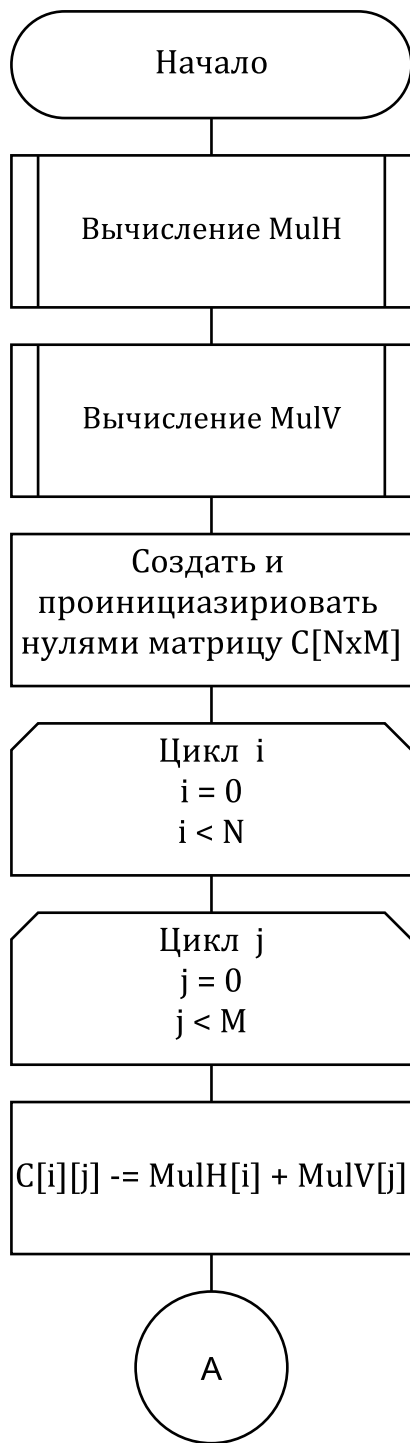 Начало
Вычисление MulH
Вычисление MulV
Создать и
проинициазириовать
нулями матрицу C[NxM]
Цикл i
i = 0
i < N
Цикл j
j = 0
j < M
C[i][j] -= MulH[i] + MulV[j]
A